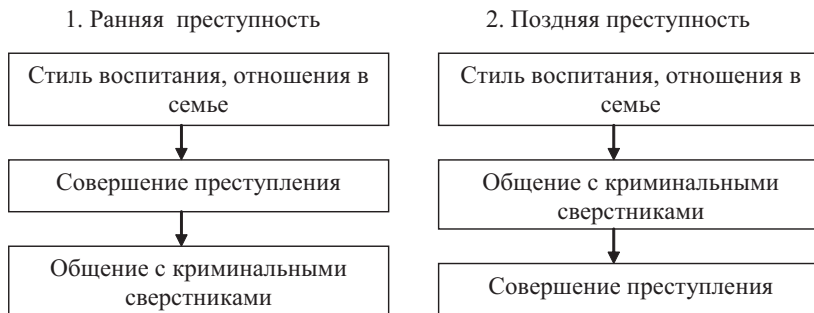 1. Ранняя преступность
Стиль воспитания, отношения в
семье
Совершение преступления
Общение с криминальными
сверстниками
2. Поздняя преступность
Стиль воспитания, отношения в
семье
Общение с криминальными
сверстниками
Совершение преступления